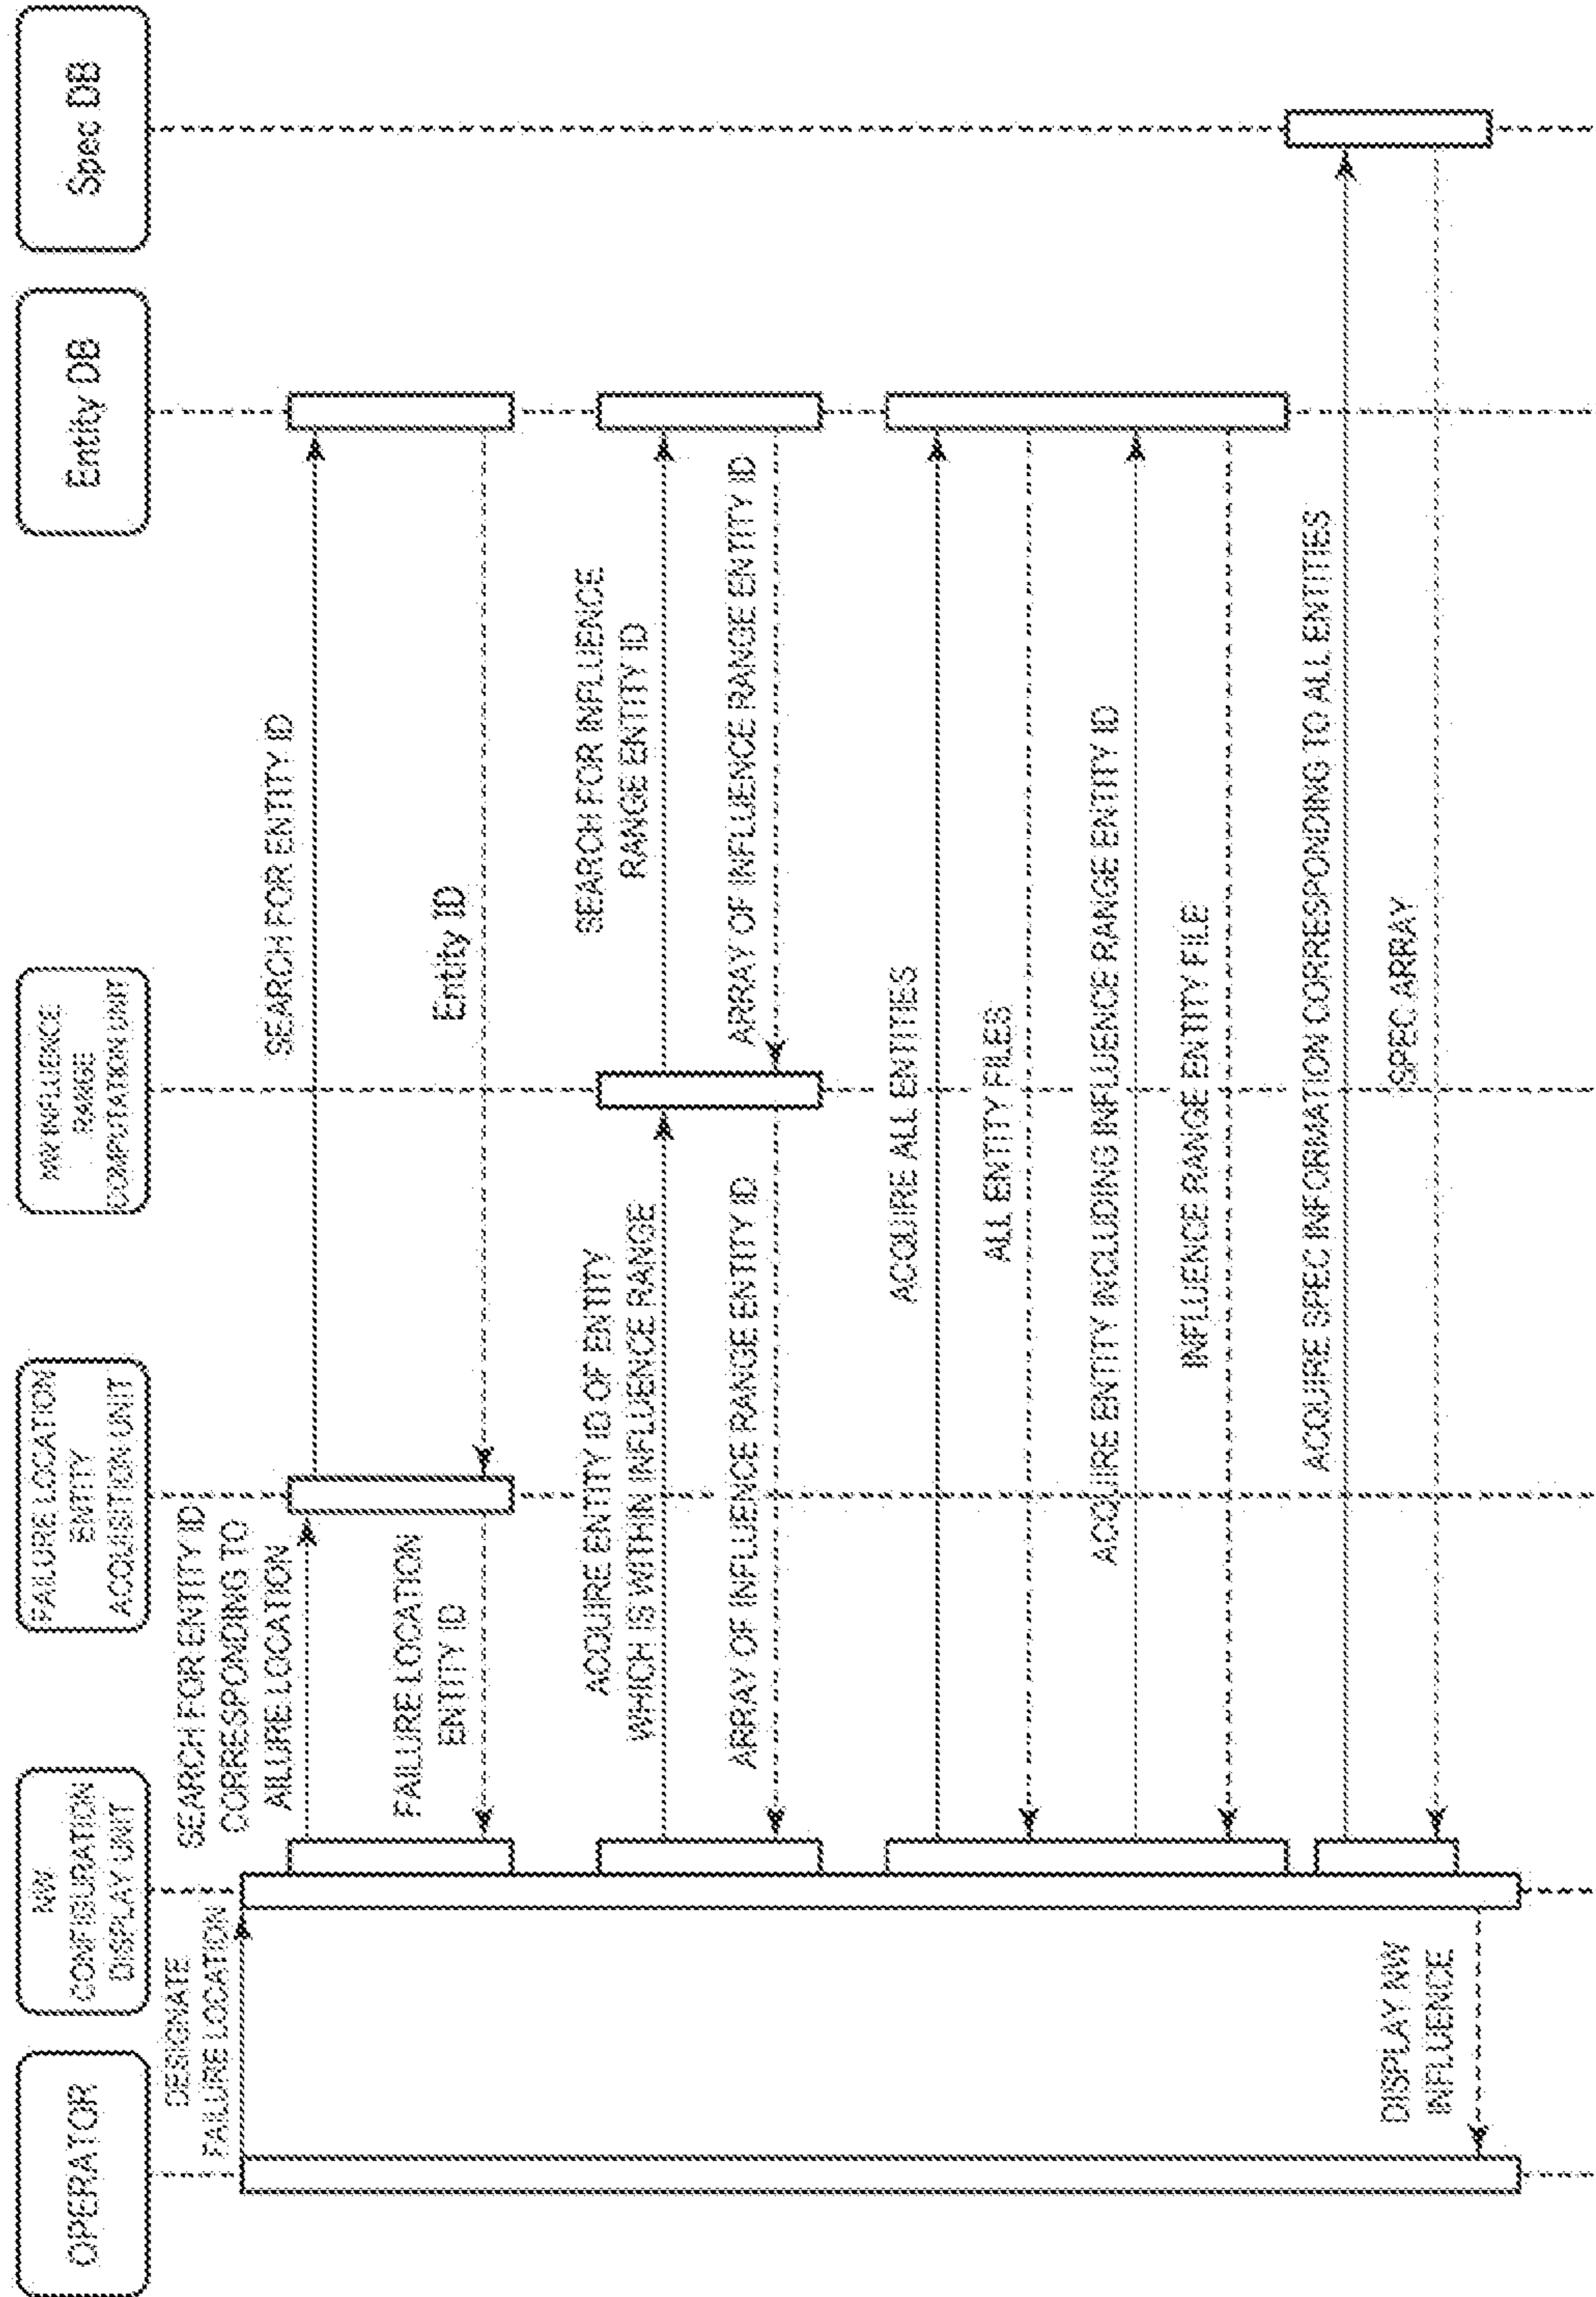 OPERATOR
NW
CONFIGURATION
DISPLAY UNIT
FAILURE LOCATION
ENTITY
ACQUISITION UNIT
NW INFLUENCE
RANGE
COMPUTATION UNIT
Entity DB
Spec DB
DESIGNATE
FAILURE LOCATION
SEARCH FOR ENTITY ID
CORRESPONDING TO
AILURE LOCATION
SEARCH FOR ENTITY ID
Entity ID
FAILURE LOCATION
ENTITY ID
ACQUIRE ENTITY ID OF ENTITY
WHICH IS WITHIN INFLUENCE RANGE
SEARCH FOR INFLUENCE
RANGE ENTITY ID
ARRAY OF INFLUENCE RANGE ENTITY ID
ARRAY OF INFLUENCE RANGE ENTITY ID
ACQUIRE ALL ENTITIES
ALL ENTITY FILES
ACQUIRE ENTITY INCLUDING INFLUENCE RANGE ENTITY ID
INFLUENCE RANGE ENTITY FILE
ACQUIRE SPEC INFORMATION CORRESPONDING TO ALL ENTITIES
SPEC ARRAY
DISPLAY NW
INFLUENCE